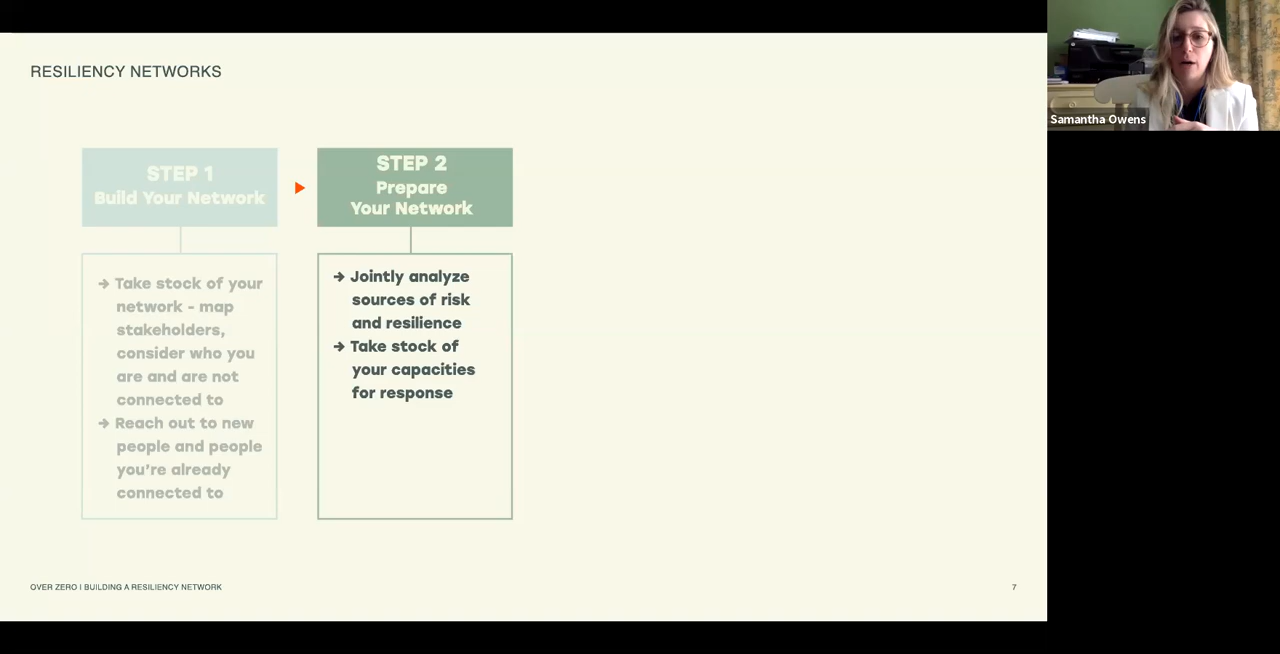 RESILIENCY NETWORKS
Samantha Owens
STEP 1
Build Your Network
→ Take stock of your
network - map
stakeholders,
consider who you
are and are not
connected to
→ Reach out to new
people and people
you're already
connected to
STEP 2
Prepare
Your Network
→ Jointly analyze
sources of risk
and resilience
→ Take stock of
your capacities
for response
OVER ZERO I BUILDING A RESILIENCY NETWORK
7